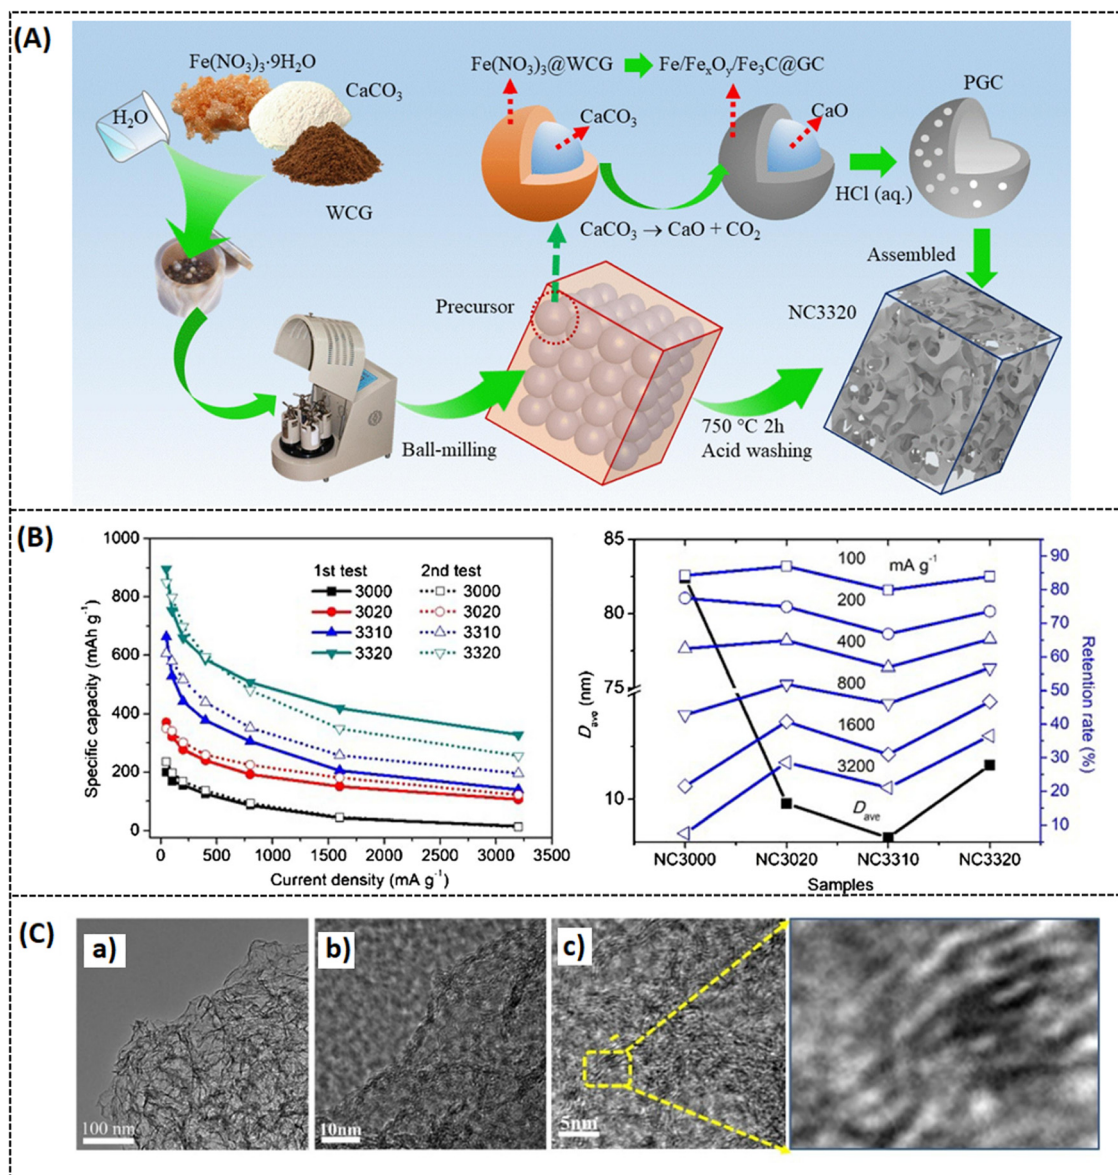 (A)
Fe(NO₃)₃·9H₂O
CaCO₃
H₂O
WCG
Fe(NO₃)₃@WCG
Fe/FeₓOᵧ/Fe₃C@GC
CaCO₃
CaO
PGC
HCl (aq.)
CaCO₃ → CaO + CO₂
Assembled
Precursor
NC3320
Ball-milling
750 °C 2h
Acid washing
(B)
1000
800
600
400
200
0
Specific capacity (mAh g⁻¹)
1st test
2nd test
3000
3000
3020
3020
3310
3310
3320
3320
0 500 1000 1500 2000 2500 3000 3500
Current density (mA g⁻¹)
85
80
75
10
D_ave (nm)
100
mA g⁻¹
200
400
800
1600
3200
D_ave
90
80
70
60
50
40
30
20
10
Retention rate (%)
NC3000 NC3020 NC3310 NC3320
Samples
(C)
a)
100 nm
b)
10nm
c)
5nm